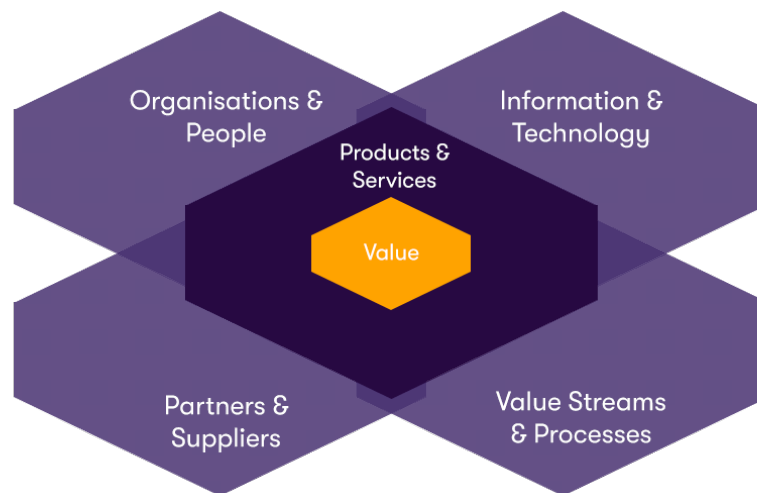 Organisations &
People
Information &
Technology
Products &
Services
Value
Partners &
Suppliers
Value Streams
& Processes